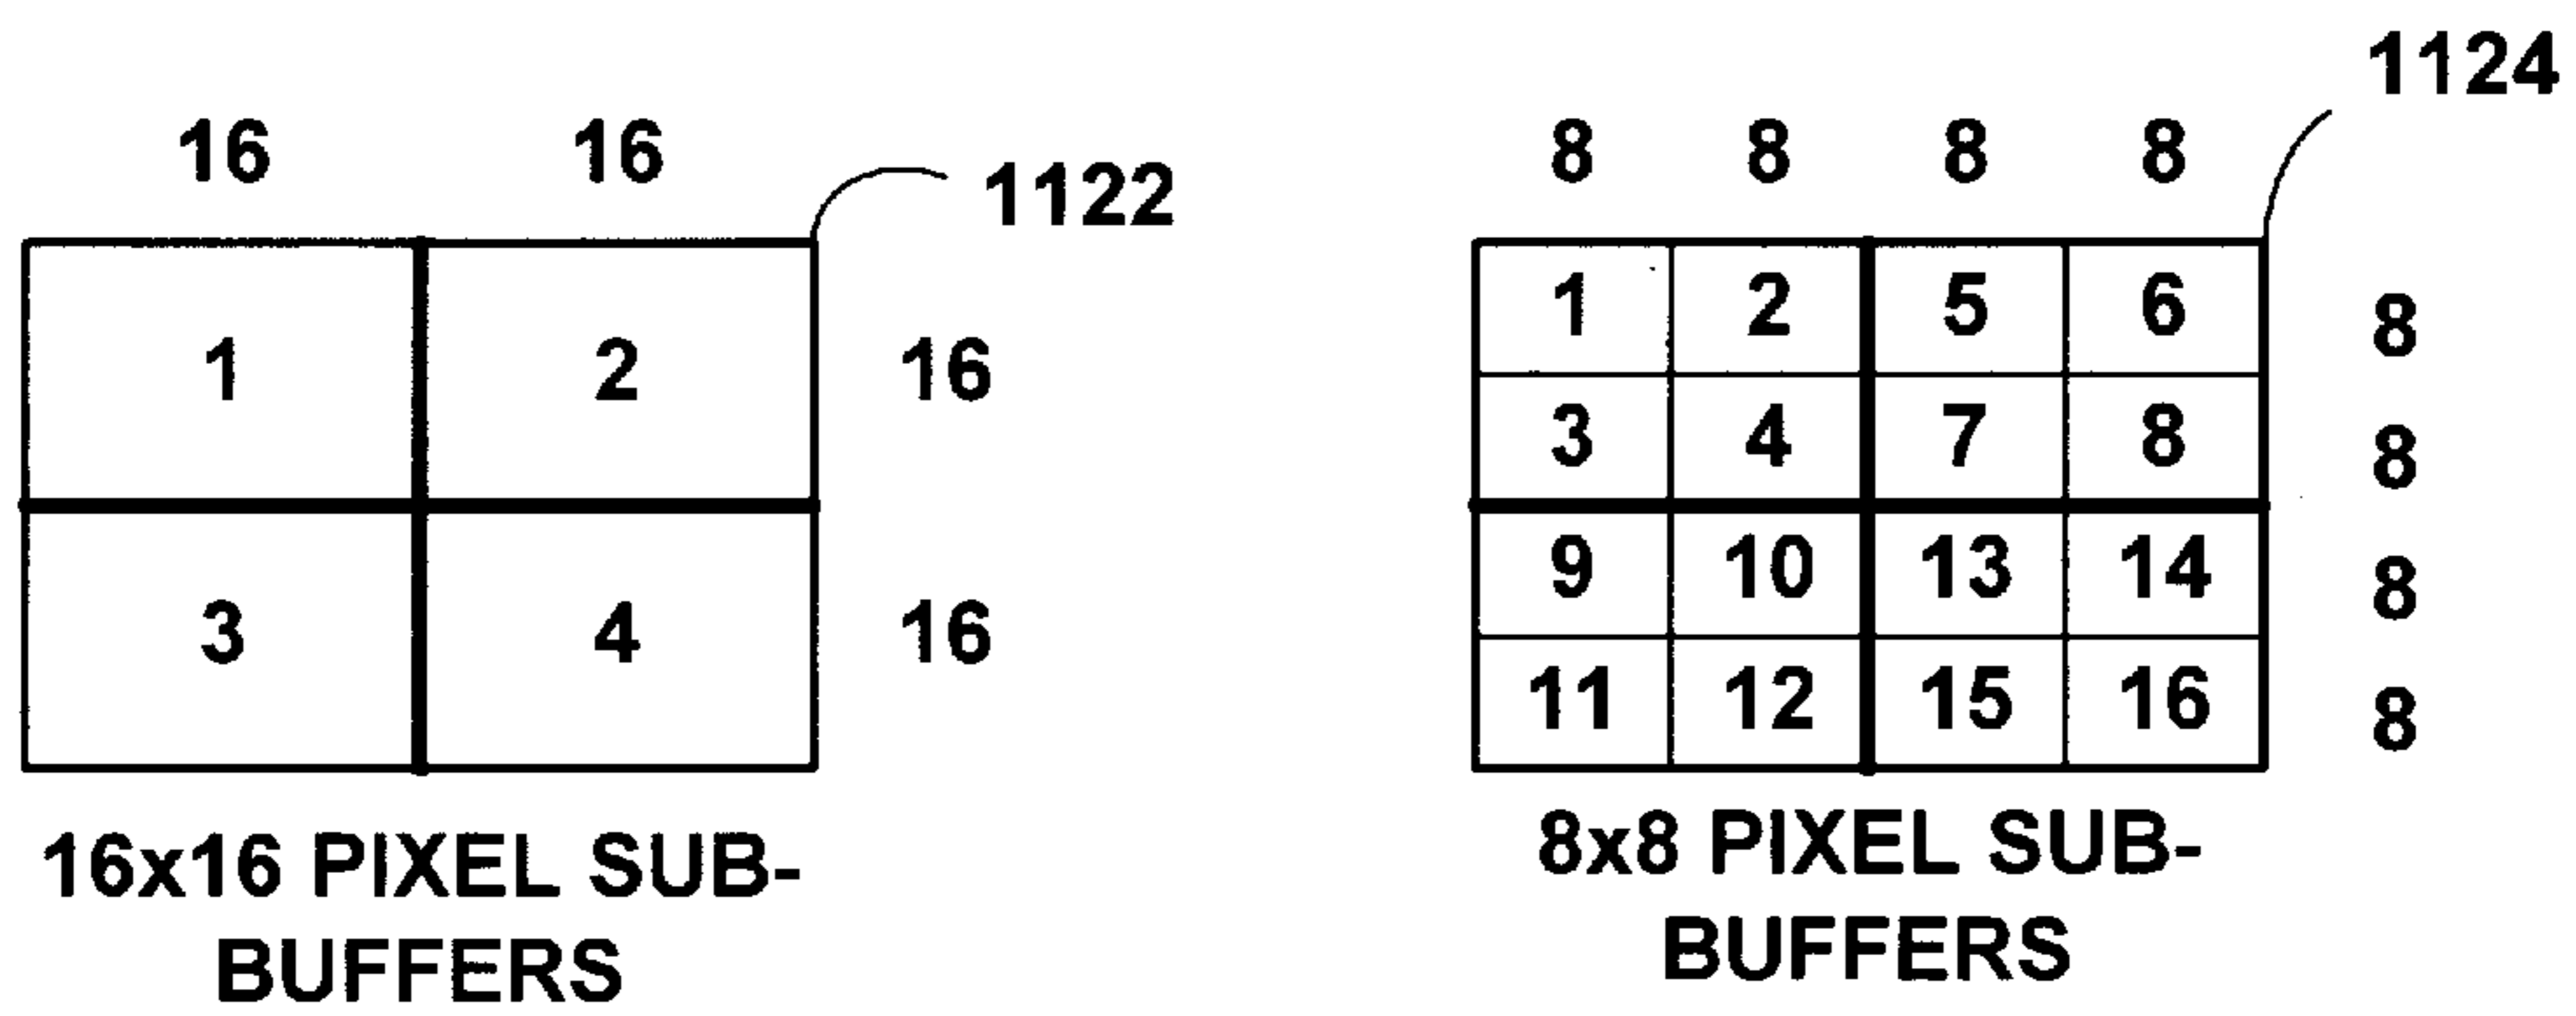 16 16 1122
1 2 16
3 4 16
16x16 PIXEL SUB-
BUFFERS
1124
8 8 8 8
1 2 5 6 8
3 4 7 8 8
9 10 13 14 8
11 12 15 16 8
8x8 PIXEL SUB-
BUFFERS